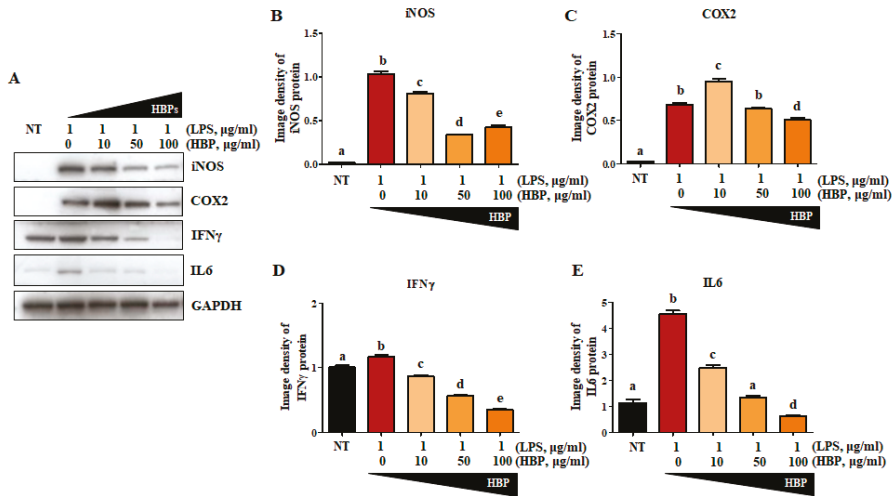 A
HBPs
NT 1 1 1 1 (LPS, μg/ml)
0 10 50 100 (HBP, μg/ml)
iNOS
COX2
IFNγ
IL6
GAPDH
B
iNOS
Image density of
iNOS protein
1.5
1.0
0.5
0.0
a b c d e
NT 1 1 1 1 (LPS, μg/ml)
0 10 50 100 (HBP, μg/ml)
HBP
C
COX2
Image density of
COX2 protein
1.5
1.0
0.5
0.0
a b c b d
NT 1 1 1 1 (LPS, μg/ml)
0 10 50 100 (HBP, μg/ml)
HBP
D
IFNγ
Image density of
IFNγ protein
2
1
0
a b c d e
NT 1 1 1 1 (LPS, μg/ml)
0 10 50 100 (HBP, μg/ml)
HBP
E
IL6
Image density of
IL6 protein
5
4
3
2
1
0
a b c a d
NT 1 1 1 1 (LPS, μg/ml)
0 10 50 100 (HBP, μg/ml)
HBP